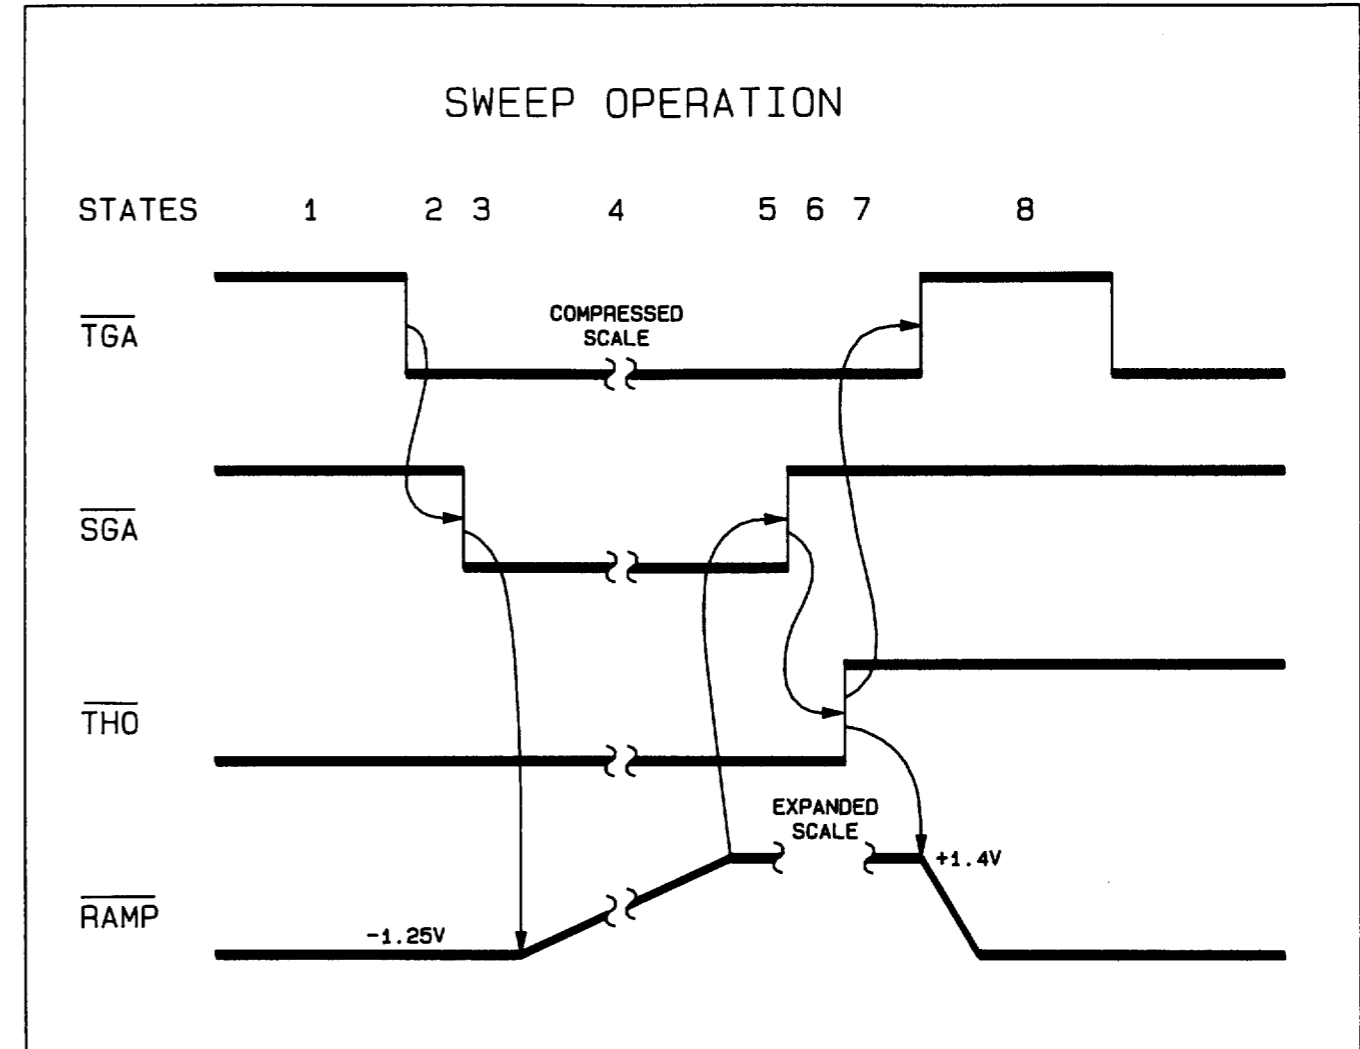 SWEEP OPERATION
STATES 1 2 3 4 5 6 7 8
TGA
COMPRESSED
SCALE
SGA
THO
EXPANDED
SCALE
+1.4V
RAMP
-1.25V